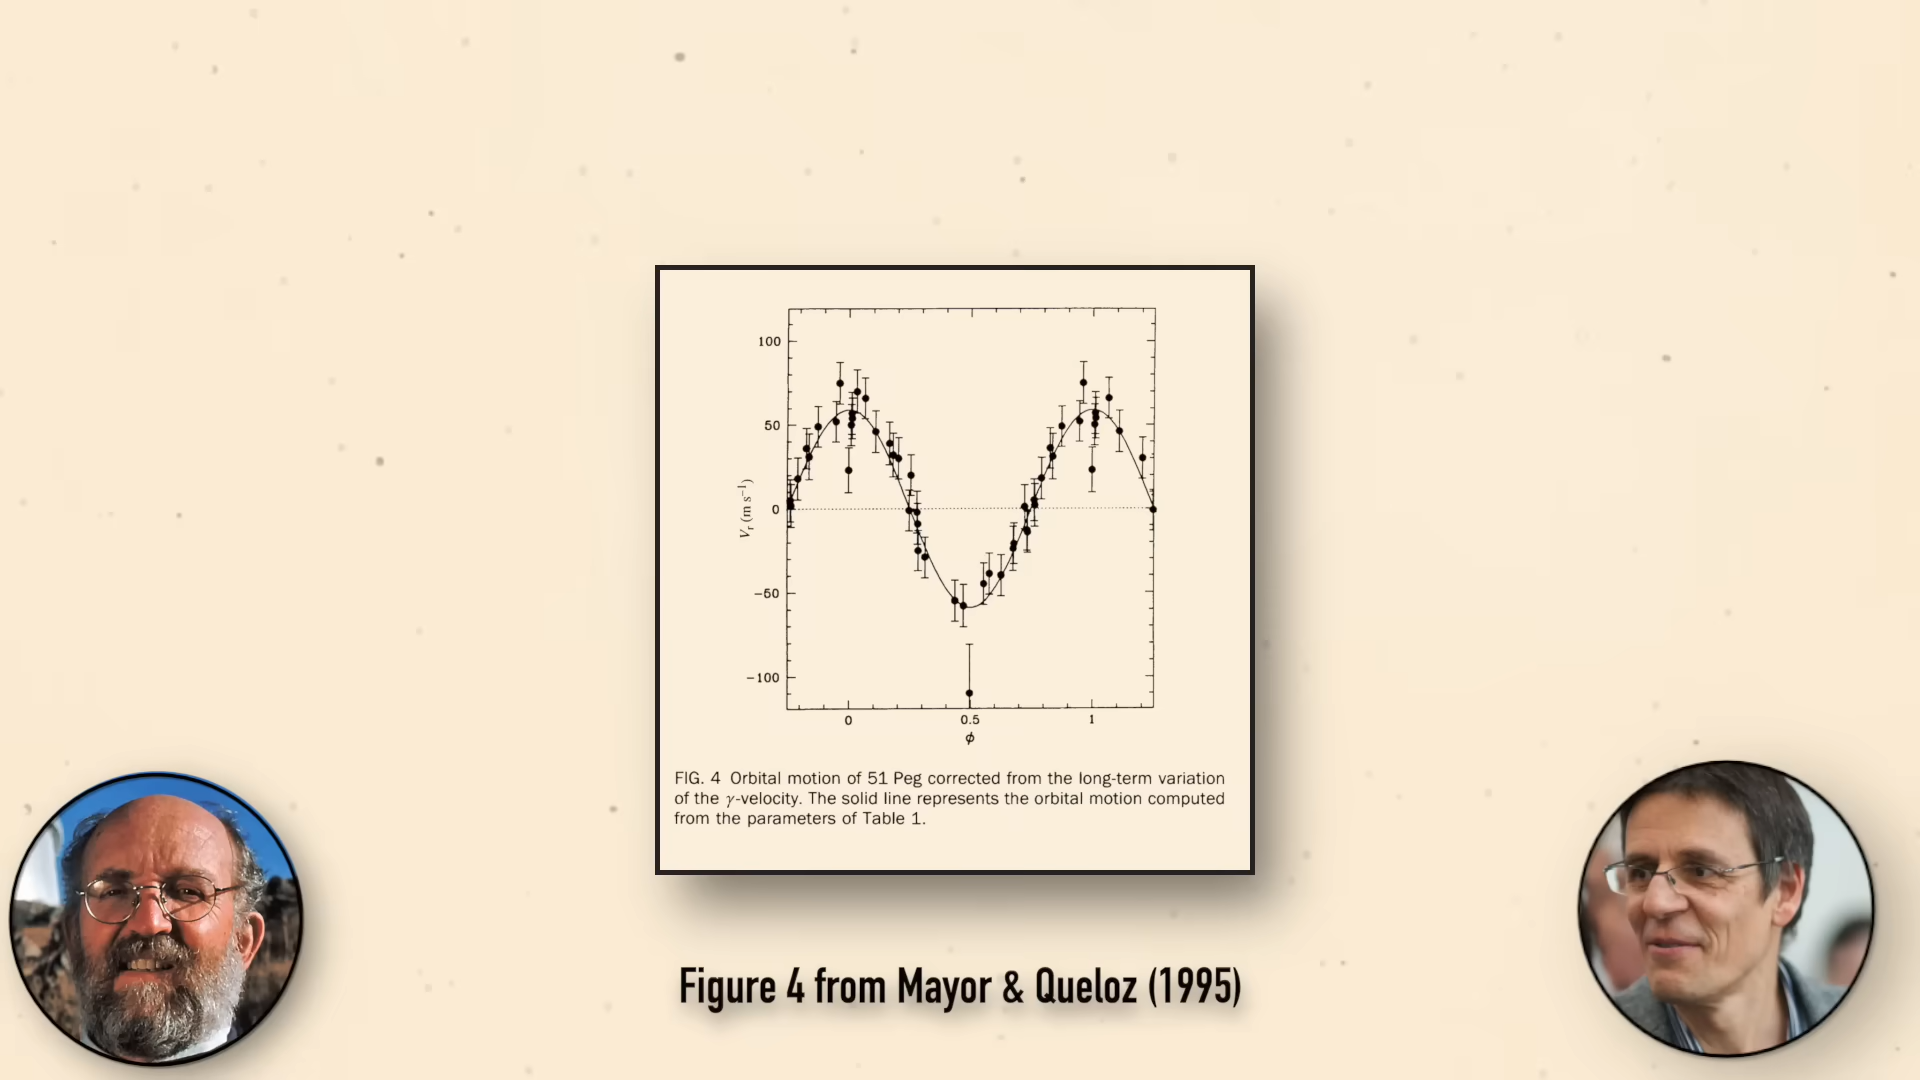 100
50
0
−50
−100
Vr (m s−1)
0 0.5 1
ϕ
FIG. 4 Orbital motion of 51 Peg corrected from the long-term variation
of the γ-velocity. The solid line represents the orbital motion computed
from the parameters of Table 1.
Figure 4 from Mayor & Queloz (1995)